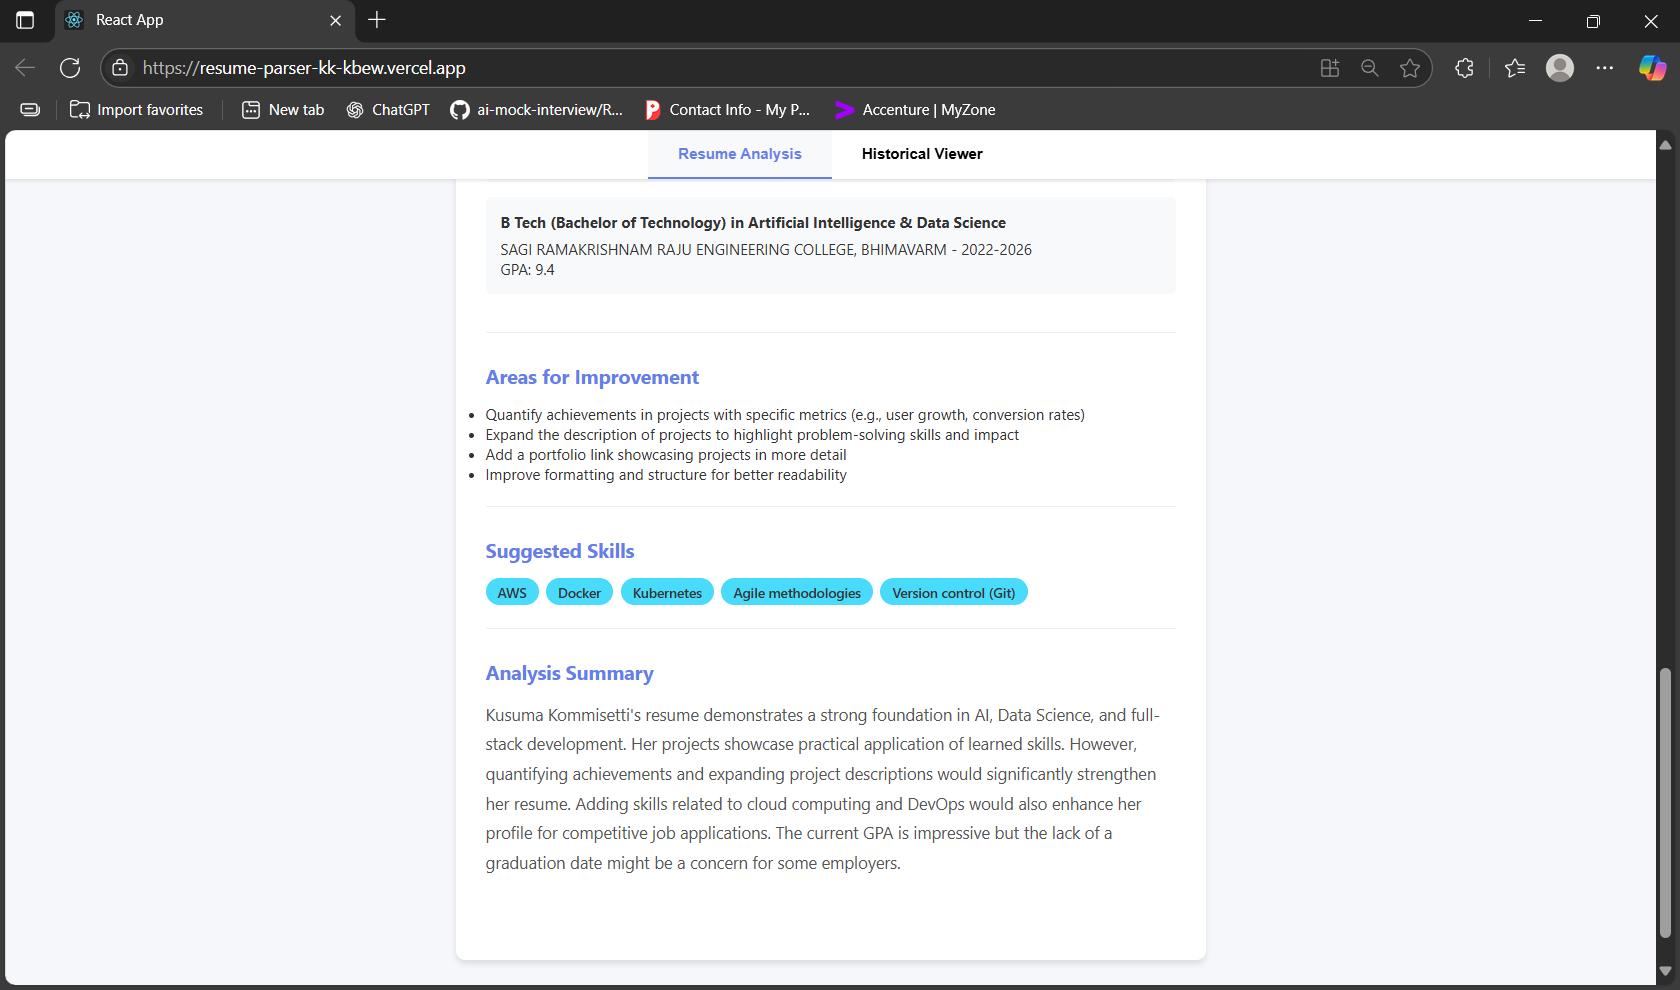 React App
https://resume-parser-kk-kbew.vercel.app
Import favorites
New tab
ChatGPT
ai-mock-interview/R...
Contact Info - My P...
Accenture | MyZone
Resume Analysis
Historical Viewer
B Tech (Bachelor of Technology) in Artificial Intelligence & Data Science
SAGI RAMAKRISHNAM RAJU ENGINEERING COLLEGE, BHIMAVARM - 2022-2026
GPA: 9.4
Areas for Improvement
• Quantify achievements in projects with specific metrics (e.g., user growth, conversion rates)
• Expand the description of projects to highlight problem-solving skills and impact
• Add a portfolio link showcasing projects in more detail
• Improve formatting and structure for better readability
Suggested Skills
AWS
Docker
Kubernetes
Agile methodologies
Version control (Git)
Analysis Summary
Kusuma Kommisetti's resume demonstrates a strong foundation in AI, Data Science, and full-
stack development. Her projects showcase practical application of learned skills. However,
quantifying achievements and expanding project descriptions would significantly strengthen
her resume. Adding skills related to cloud computing and DevOps would also enhance her
profile for competitive job applications. The current GPA is impressive but the lack of a
graduation date might be a concern for some employers.